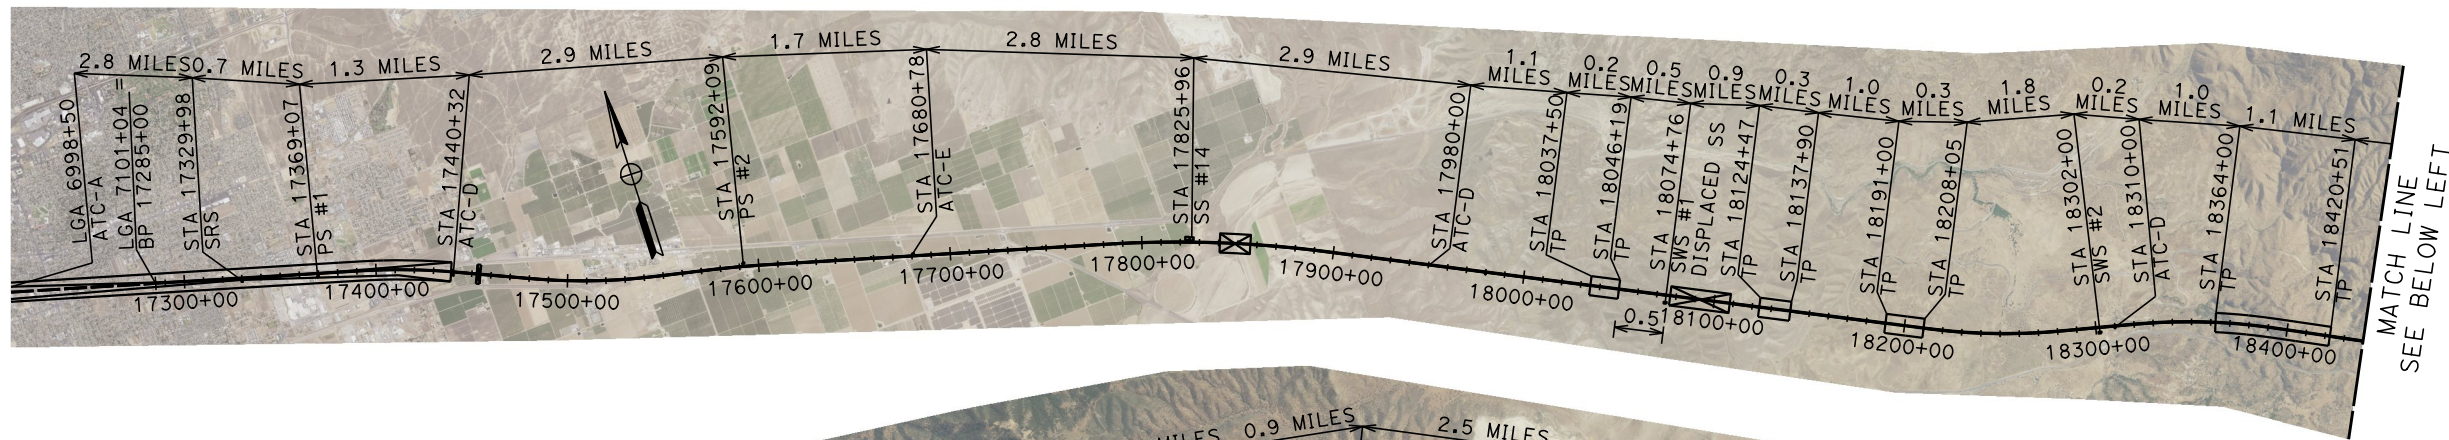 2.8 MILES
0.7 MILES
1.3 MILES
2.9 MILES
1.7 MILES
2.8 MILES
2.9 MILES
1.1 MILES
0.2 MILES
0.5 MILES
0.9 MILES
0.3 MILES
1.0 MILES
0.3 MILES
1.8 MILES
0.2 MILES
1.0 MILES
1.1 MILES
LGA 6998+50
ATC-A
LGA 7101+04 =
BP 17285+00
STA 17329+98
SRS
STA 17369+07
PS #1
STA 17440+32
ATC-D
STA 17592+09
PS #2
STA 17680+78
ATC-E
STA 17825+96
SS #14
STA 17980+00
ATC-D
STA 18037+50
TP
STA 18046+19
TP
STA 18074+76
SWS #1
DISPLACED SS
STA 18124+47
TP
STA 18137+90
TP
STA 18191+00
TP
STA 18208+05
TP
STA 18302+00
SWS #2
STA 18310+00
ATC-D
STA 18364+00
TP
STA 18420+51
TP
17300+00
17400+00
17500+00
17600+00
17700+00
17800+00
17900+00
18000+00
0.5
18100+00
18200+00
18300+00
18400+00
MATCH LINE
SEE BELOW LEFT
MILES
0.9 MILES
2.5 MILES